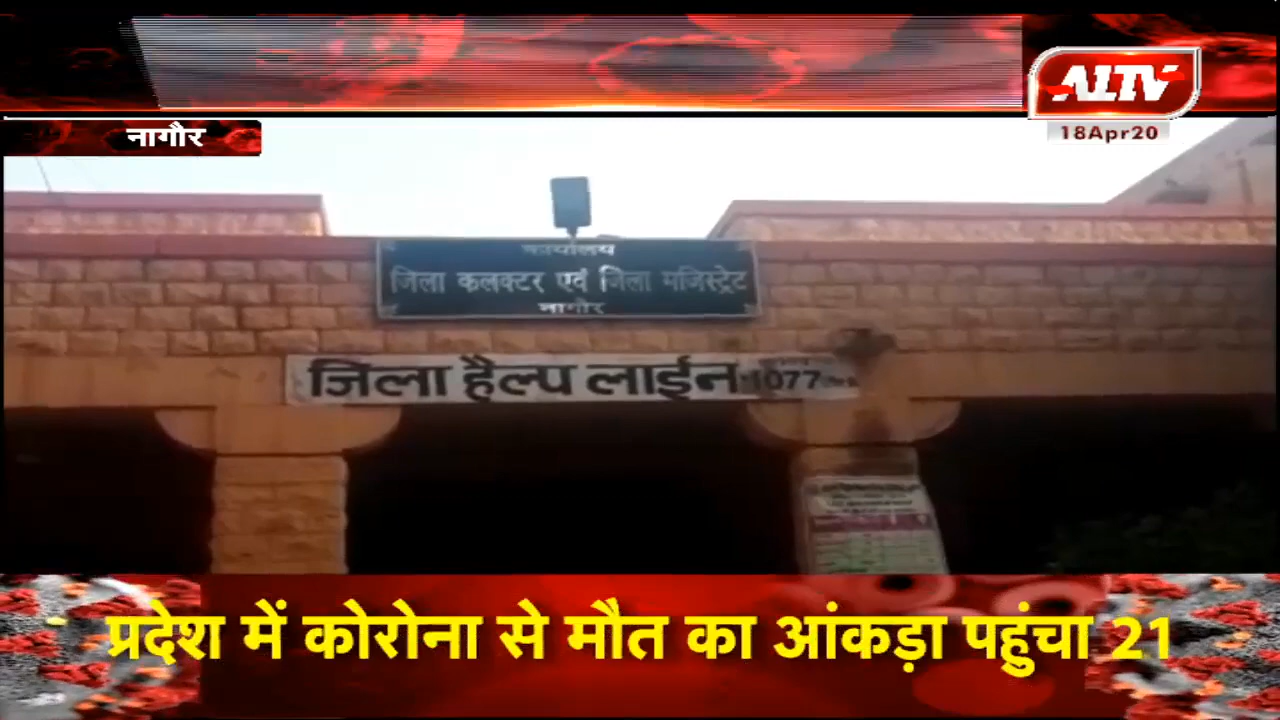 ALTV
18Apr20
नागौर
कार्यालय
जिला कलक्टर एवं जिला मजिस्ट्रेट
नागौर
जिला हैल्प लाईन 1077
प्रदेश में कोरोना से मौत का आंकड़ा पहुंचा 21